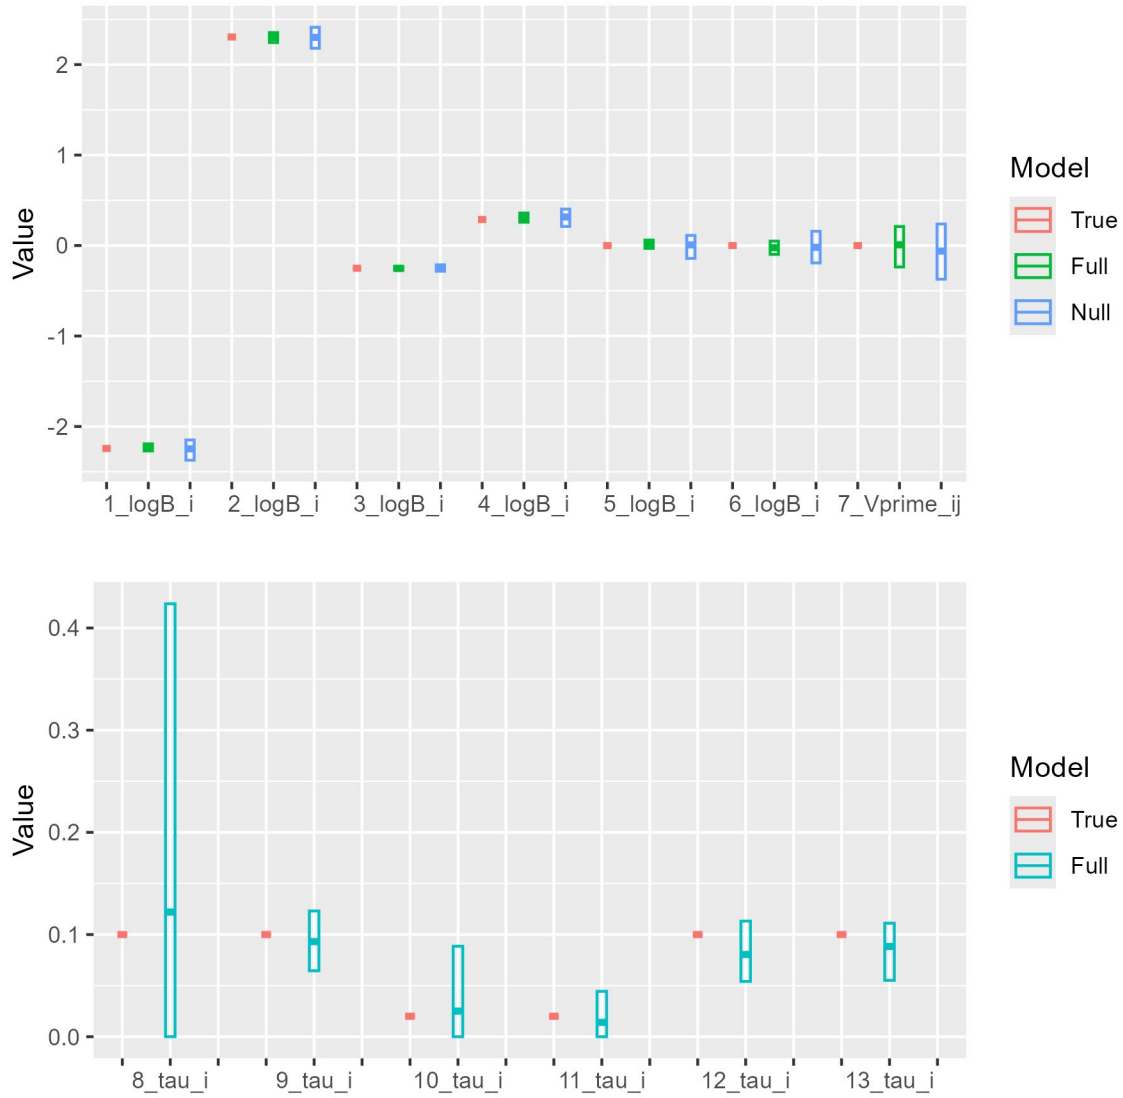 Value
2
1
0
-1
-2
1_logB_i 2_logB_i 3_logB_i 4_logB_i 5_logB_i 6_logB_i 7_Vprime_ij
Model
True
Full
Null
Value
0.4
0.3
0.2
0.1
0.0
8_tau_i 9_tau_i 10_tau_i 11_tau_i 12_tau_i 13_tau_i
Model
True
Full